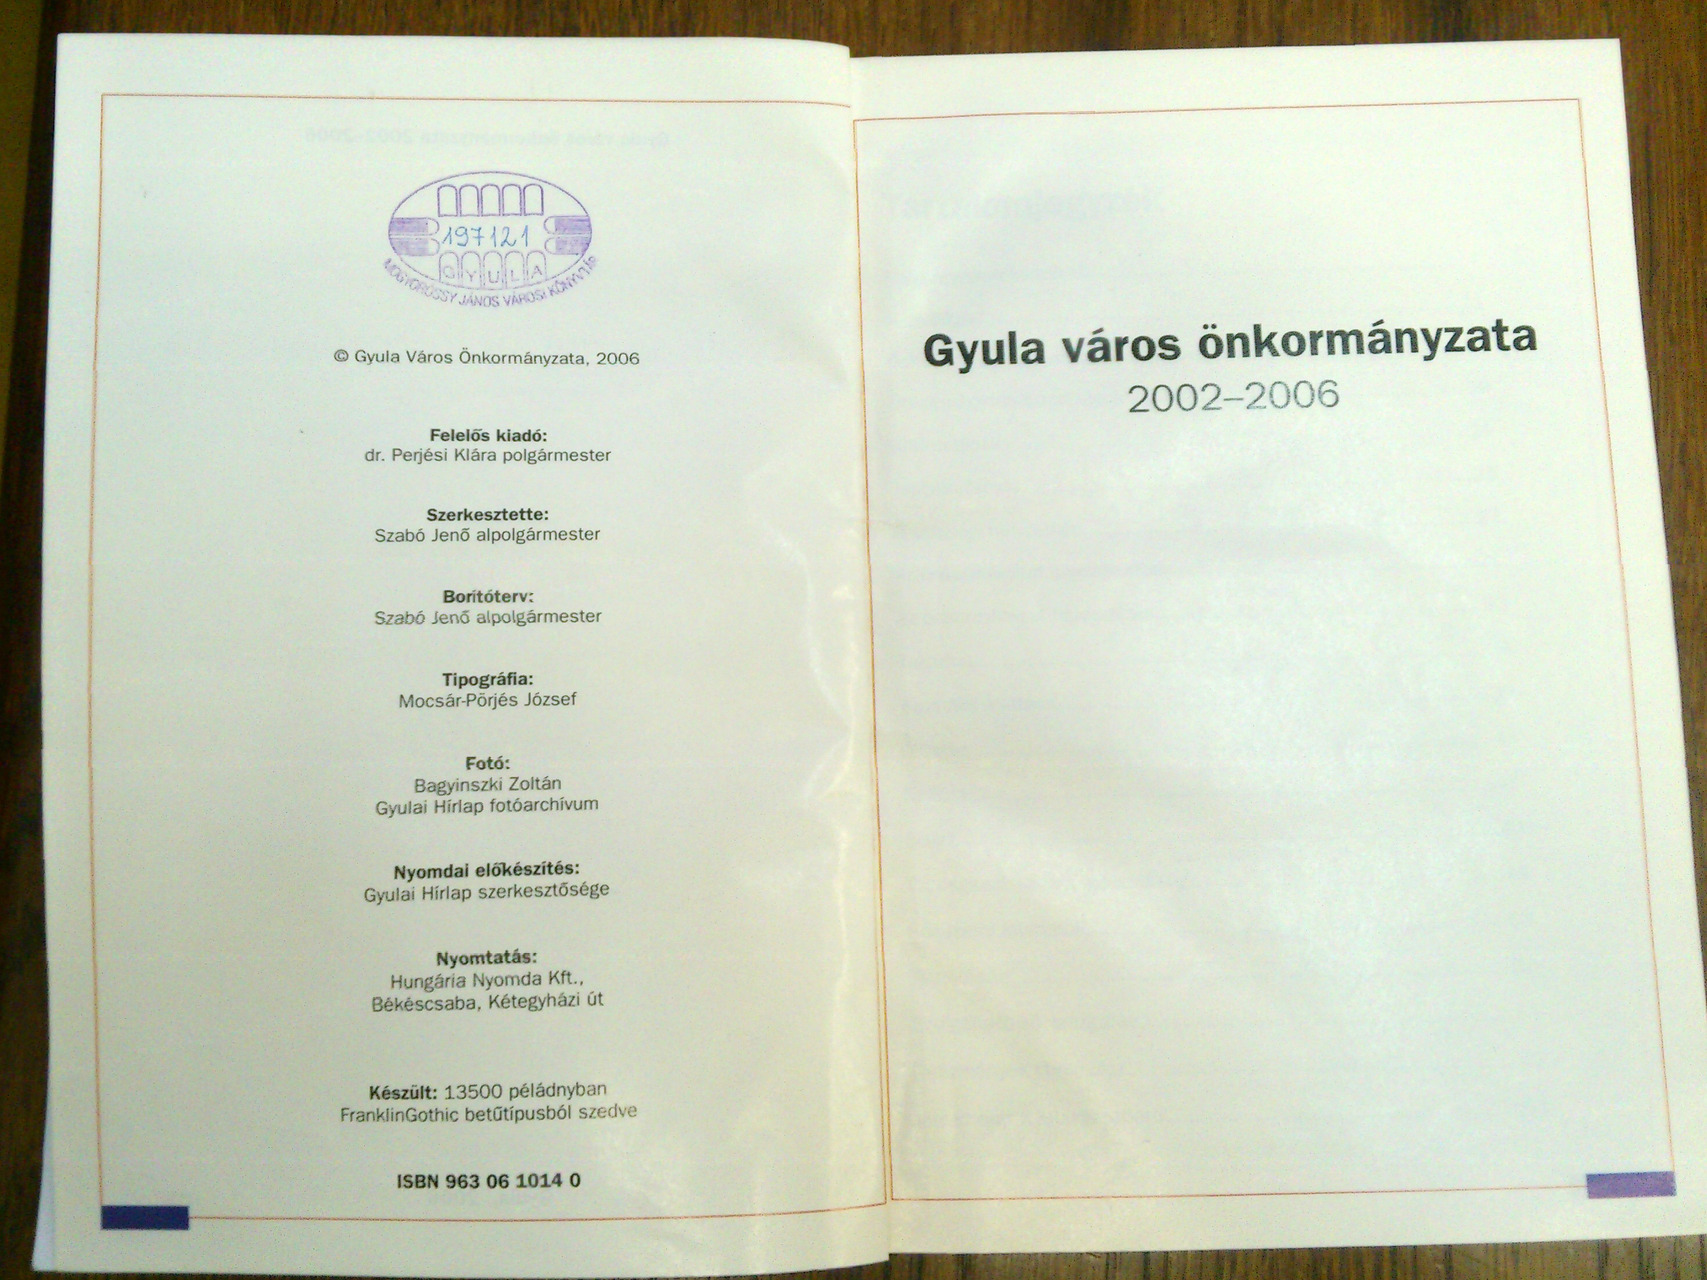 197121
GYULA
MOGYORÓSSY JÁNOS VÁROSI KÖNYVTÁR
© Gyula Város Önkormányzata, 2006
Felelős kiadó:
dr. Perjési Klára polgármester
Szerkesztette:
Szabó Jenő alpolgármester
Borítóterv:
Szabó Jenő alpolgármester
Tipográfia:
Mocsár-Pörjés József
Fotó:
Bagyinszki Zoltán
Gyulai Hírlap fotóarchívum
Nyomdai előkészítés:
Gyulai Hírlap szerkesztősége
Nyomtatás:
Hungária Nyomda Kft.,
Békéscsaba, Kétegyházi út
Készült: 13500 péládnyban
FranklinGothic betűtípusból szedve
ISBN 963 06 1014 0
Gyula város önkormányzata
2002–2006